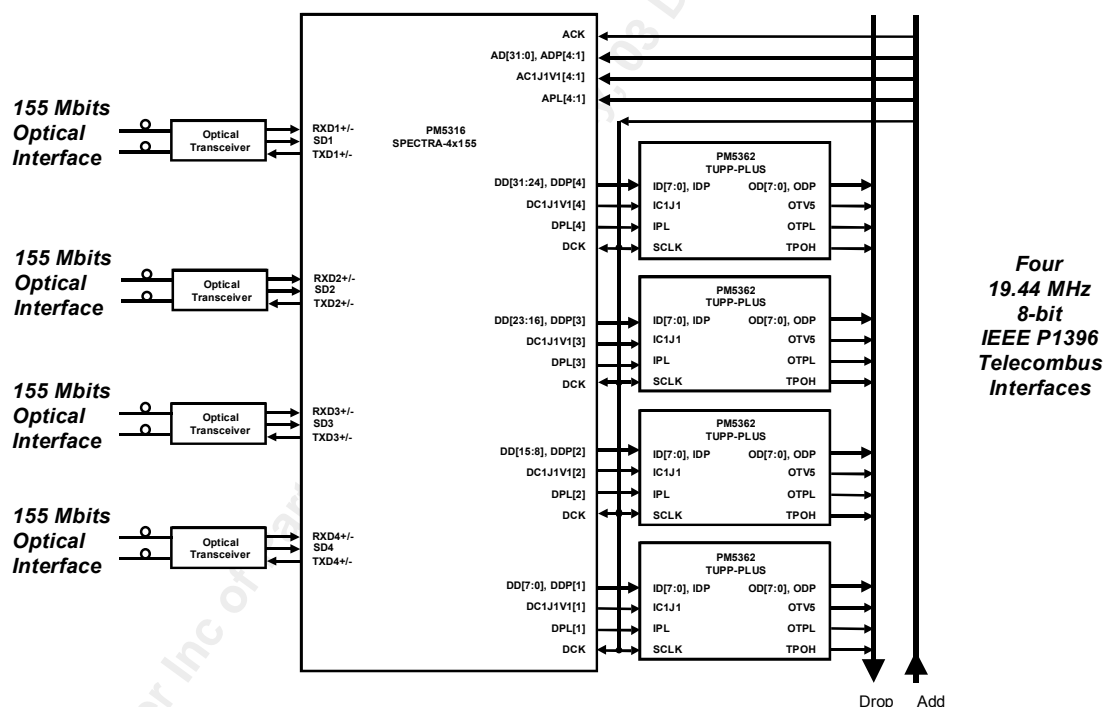 ACK
AD[31:0], ADP[4:1]
AC1J1V1[4:1]
APL[4:1]
155 Mbits
Optical
Interface
Optical
Transceiver
RXD1+/-
SD1
TXD1+/-
PM5316
SPECTRA-4x155
PM5362
TUPP-PLUS
DD[31:24], DDP[4]
DC1J1V1[4]
DPL[4]
DCK
ID[7:0], IDP
OD[7:0], ODP
IC1J1
OTV5
IPL
OTPL
SCLK
TPOH
155 Mbits
Optical
Interface
Optical
Transceiver
RXD2+/-
SD2
TXD2+/-
PM5362
TUPP-PLUS
DD[23:16], DDP[3]
DC1J1V1[3]
DPL[3]
DCK
ID[7:0], IDP
OD[7:0], ODP
IC1J1
OTV5
IPL
OTPL
SCLK
TPOH
Four
19.44 MHz
8-bit
IEEE P1396
Telecombus
Interfaces
155 Mbits
Optical
Interface
Optical
Transceiver
RXD3+/-
SD3
TXD3+/-
PM5362
TUPP-PLUS
DD[15:8], DDP[2]
DC1J1V1[2]
DPL[2]
DCK
ID[7:0], IDP
OD[7:0], ODP
IC1J1
OTV5
IPL
OTPL
SCLK
TPOH
155 Mbits
Optical
Interface
Optical
Transceiver
RXD4+/-
SD4
TXD4+/-
PM5362
TUPP-PLUS
DD[7:0], DDP[1]
DC1J1V1[1]
DPL[1]
DCK
ID[7:0], IDP
OD[7:0], ODP
IC1J1
OTV5
IPL
OTPL
SCLK
TPOH
Drop
Add
er Inc of
, 03